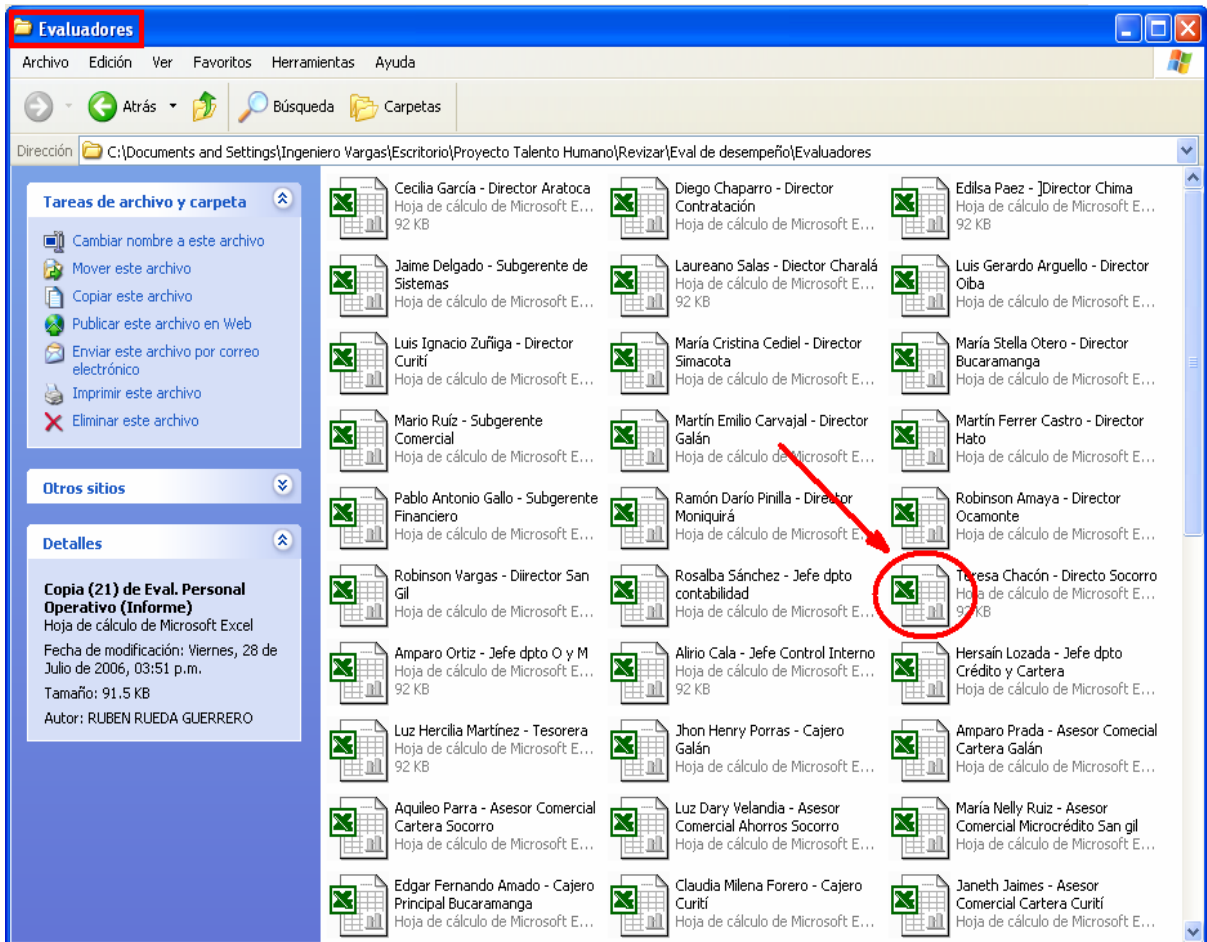 Evaluadores
Archivo Edición Ver Favoritos Herramientas Ayuda
Atrás Búsqueda Carpetas
Dirección C:\Documents and Settings\Ingeniero Vargas\Escritorio\Proyecto Talento Humano\Revizar\Eval de desempeño\Evaluadores
Tareas de archivo y carpeta
Cambiar nombre a este archivo
Mover este archivo
Copiar este archivo
Publicar este archivo en Web
Enviar este archivo por correo
electrónico
Imprimir este archivo
Eliminar este archivo
Otros sitios
Detalles
Copia (21) de Eval. Personal
Operativo (Informe)
Hoja de cálculo de Microsoft Excel
Fecha de modificación: Viernes, 28 de
Julio de 2006, 03:51 p.m.
Tamaño: 91.5 KB
Autor: RUBEN RUEDA GUERRERO
Cecilia García - Director Aratoca
Hoja de cálculo de Microsoft E...
92 KB
Diego Chaparro - Director
Contratación
Hoja de cálculo de Microsoft E...
Edilsa Paez - ]Director Chima
Hoja de cálculo de Microsoft E...
92 KB
Jaime Delgado - Subgerente de
Sistemas
Hoja de cálculo de Microsoft E...
Laureano Salas - Diector Charalá
Hoja de cálculo de Microsoft E...
92 KB
Luis Gerardo Arguello - Director
Oiba
Hoja de cálculo de Microsoft E...
Luis Ignacio Zuñiga - Director
Curití
Hoja de cálculo de Microsoft E...
María Cristina Cediel - Director
Simacota
Hoja de cálculo de Microsoft E...
María Stella Otero - Director
Bucaramanga
Hoja de cálculo de Microsoft E...
Mario Ruíz - Subgerente
Comercial
Hoja de cálculo de Microsoft E...
Martín Emilio Carvajal - Director
Galán
Hoja de cálculo de Microsoft E...
Martín Ferrer Castro - Director
Hato
Hoja de cálculo de Microsoft E...
Pablo Antonio Gallo - Subgerente
Financiero
Hoja de cálculo de Microsoft E...
Ramón Darío Pinilla - Director
Moniquirá
Hoja de cálculo de Microsoft E...
Robinson Amaya - Director
Ocamonte
Hoja de cálculo de Microsoft E...
Robinson Vargas - Diirector San
Gil
Hoja de cálculo de Microsoft E...
Rosalba Sánchez - Jefe dpto
contabilidad
Hoja de cálculo de Microsoft E...
Teresa Chacón - Directo Socorro
Hoja de cálculo de Microsoft E...
92 KB
Amparo Ortiz - Jefe dpto O y M
Hoja de cálculo de Microsoft E...
92 KB
Alirio Cala - Jefe Control Interno
Hoja de cálculo de Microsoft E...
92 KB
Hersaín Lozada - Jefe dpto
Crédito y Cartera
Hoja de cálculo de Microsoft E...
Luz Hercilia Martínez - Tesorera
Hoja de cálculo de Microsoft E...
92 KB
Jhon Henry Porras - Cajero
Galán
Hoja de cálculo de Microsoft E...
Amparo Prada - Asesor Comecial
Cartera Galán
Hoja de cálculo de Microsoft E...
Aquileo Parra - Asesor Comercial
Cartera Socorro
Hoja de cálculo de Microsoft E...
Luz Dary Velandia - Asesor
Comercial Ahorros Socorro
Hoja de cálculo de Microsoft E...
María Nelly Ruiz - Asesor
Comercial Microcrédito San gil
Hoja de cálculo de Microsoft E...
Edgar Fernando Amado - Cajero
Principal Bucaramanga
Hoja de cálculo de Microsoft E...
Claudia Milena Forero - Cajero
Curití
Hoja de cálculo de Microsoft E...
Janeth Jaimes - Asesor
Comercial Cartera Curití
Hoja de cálculo de Microsoft E...